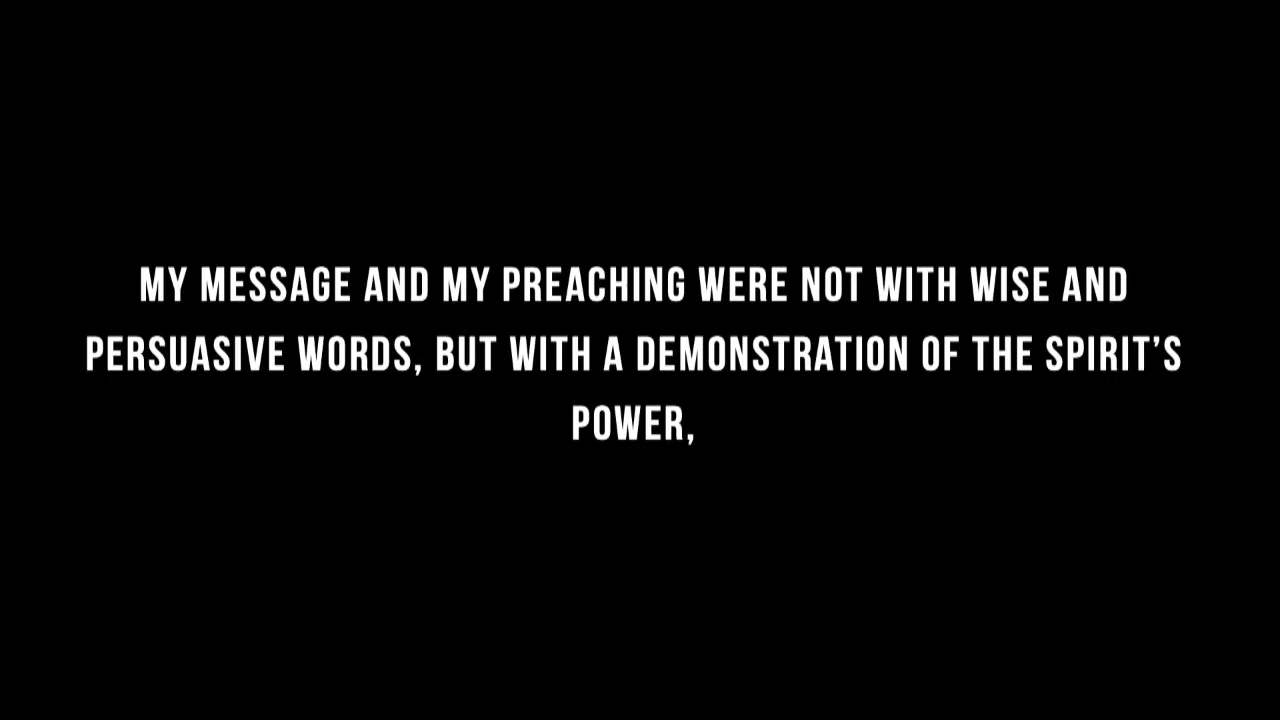 MY MESSAGE AND MY PREACHING WERE NOT WITH WISE AND
PERSUASIVE WORDS, BUT WITH A DEMONSTRATION OF THE SPIRIT’S
POWER,